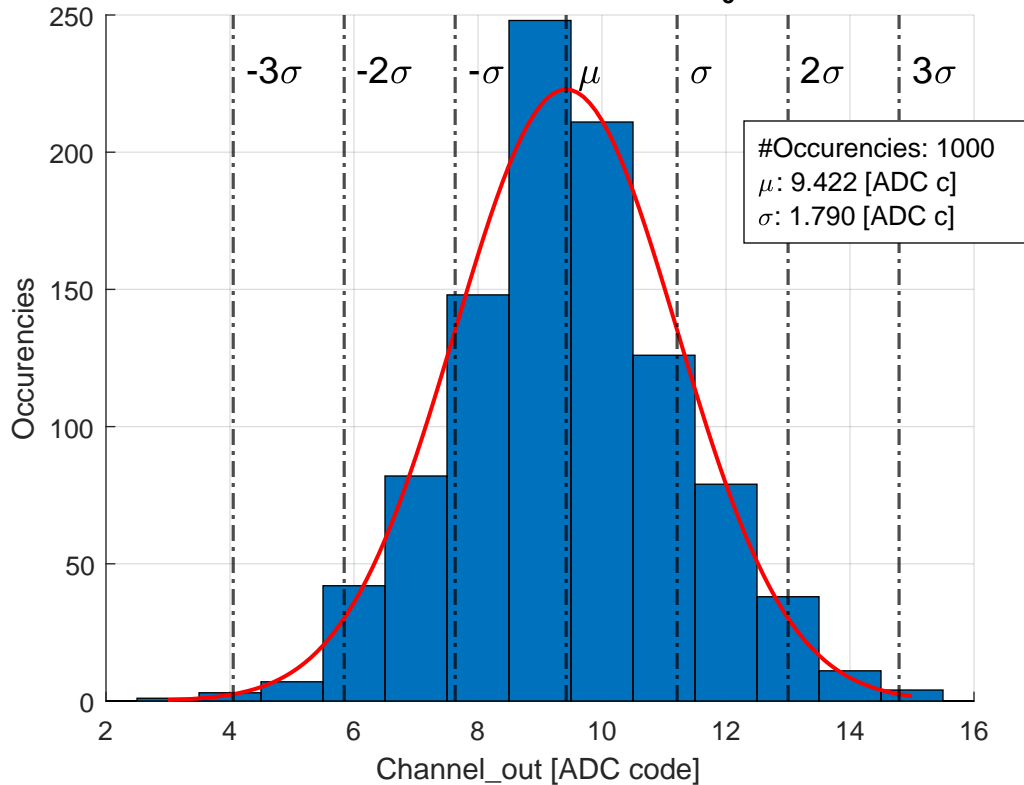 250
200
150
100
50
0
-3σ
-2σ
-σ
μ
σ
2σ
3σ
#Occurencies: 1000
μ: 9.422 [ADC c]
σ: 1.790 [ADC c]
Occurencies
2
4
6
8
10
12
14
16
Channel_out [ADC code]